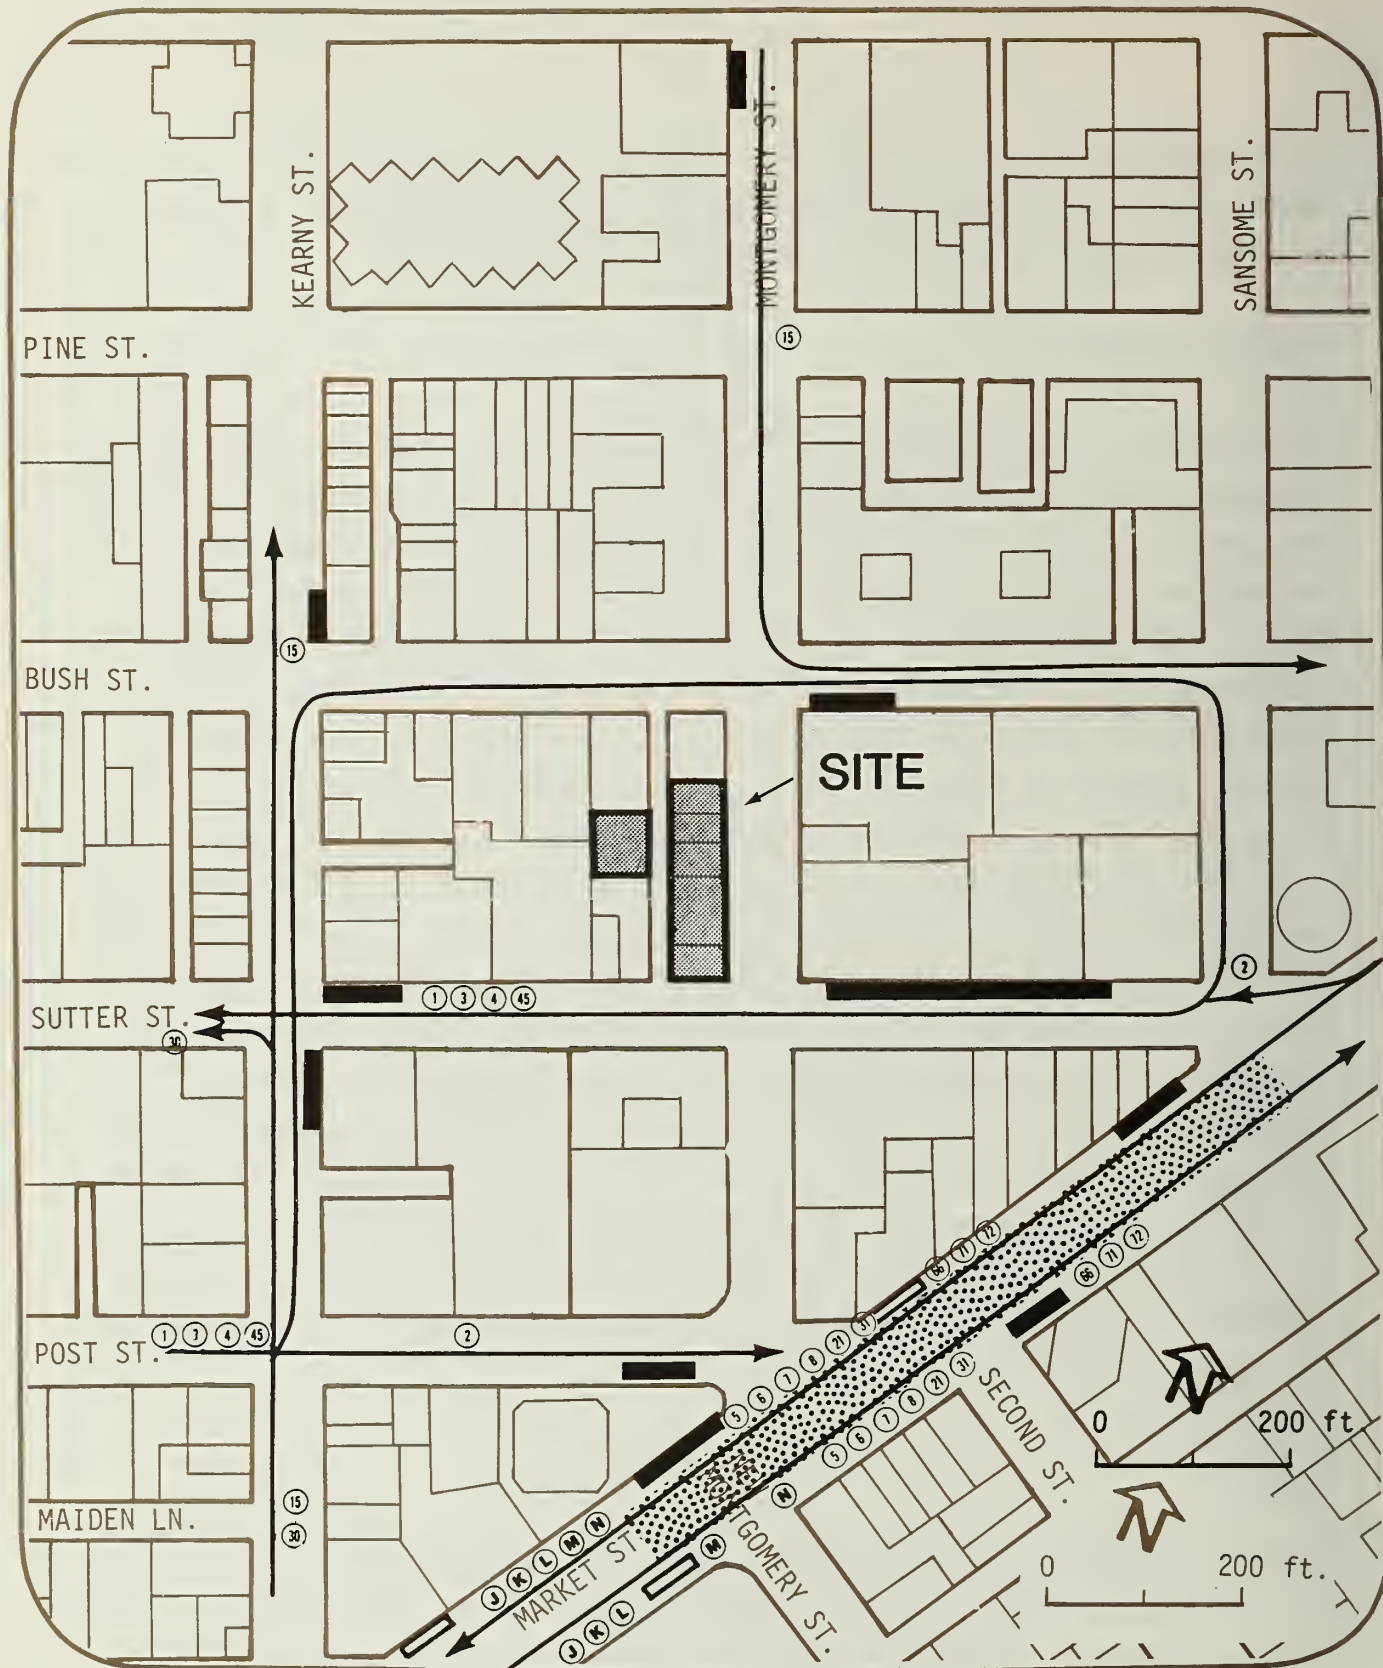 KEARNY ST.
MONTGOMERY ST.
SANSOME ST.
PINE ST.
15
BUSH ST.
15
SITE
2
1 3 4 45
SUTTER ST.
30
66 71 72
66 71 72
POST ST.
1 3 4 45
2
5 6 7 8 21 31
5 6 7 8 21 31
SECOND ST.
N
0 200 ft
MAIDEN LN.
15
30
J K L M N
MARKET ST.
N
M
J K L
MONTGOMERY ST.
N
0 200 ft.